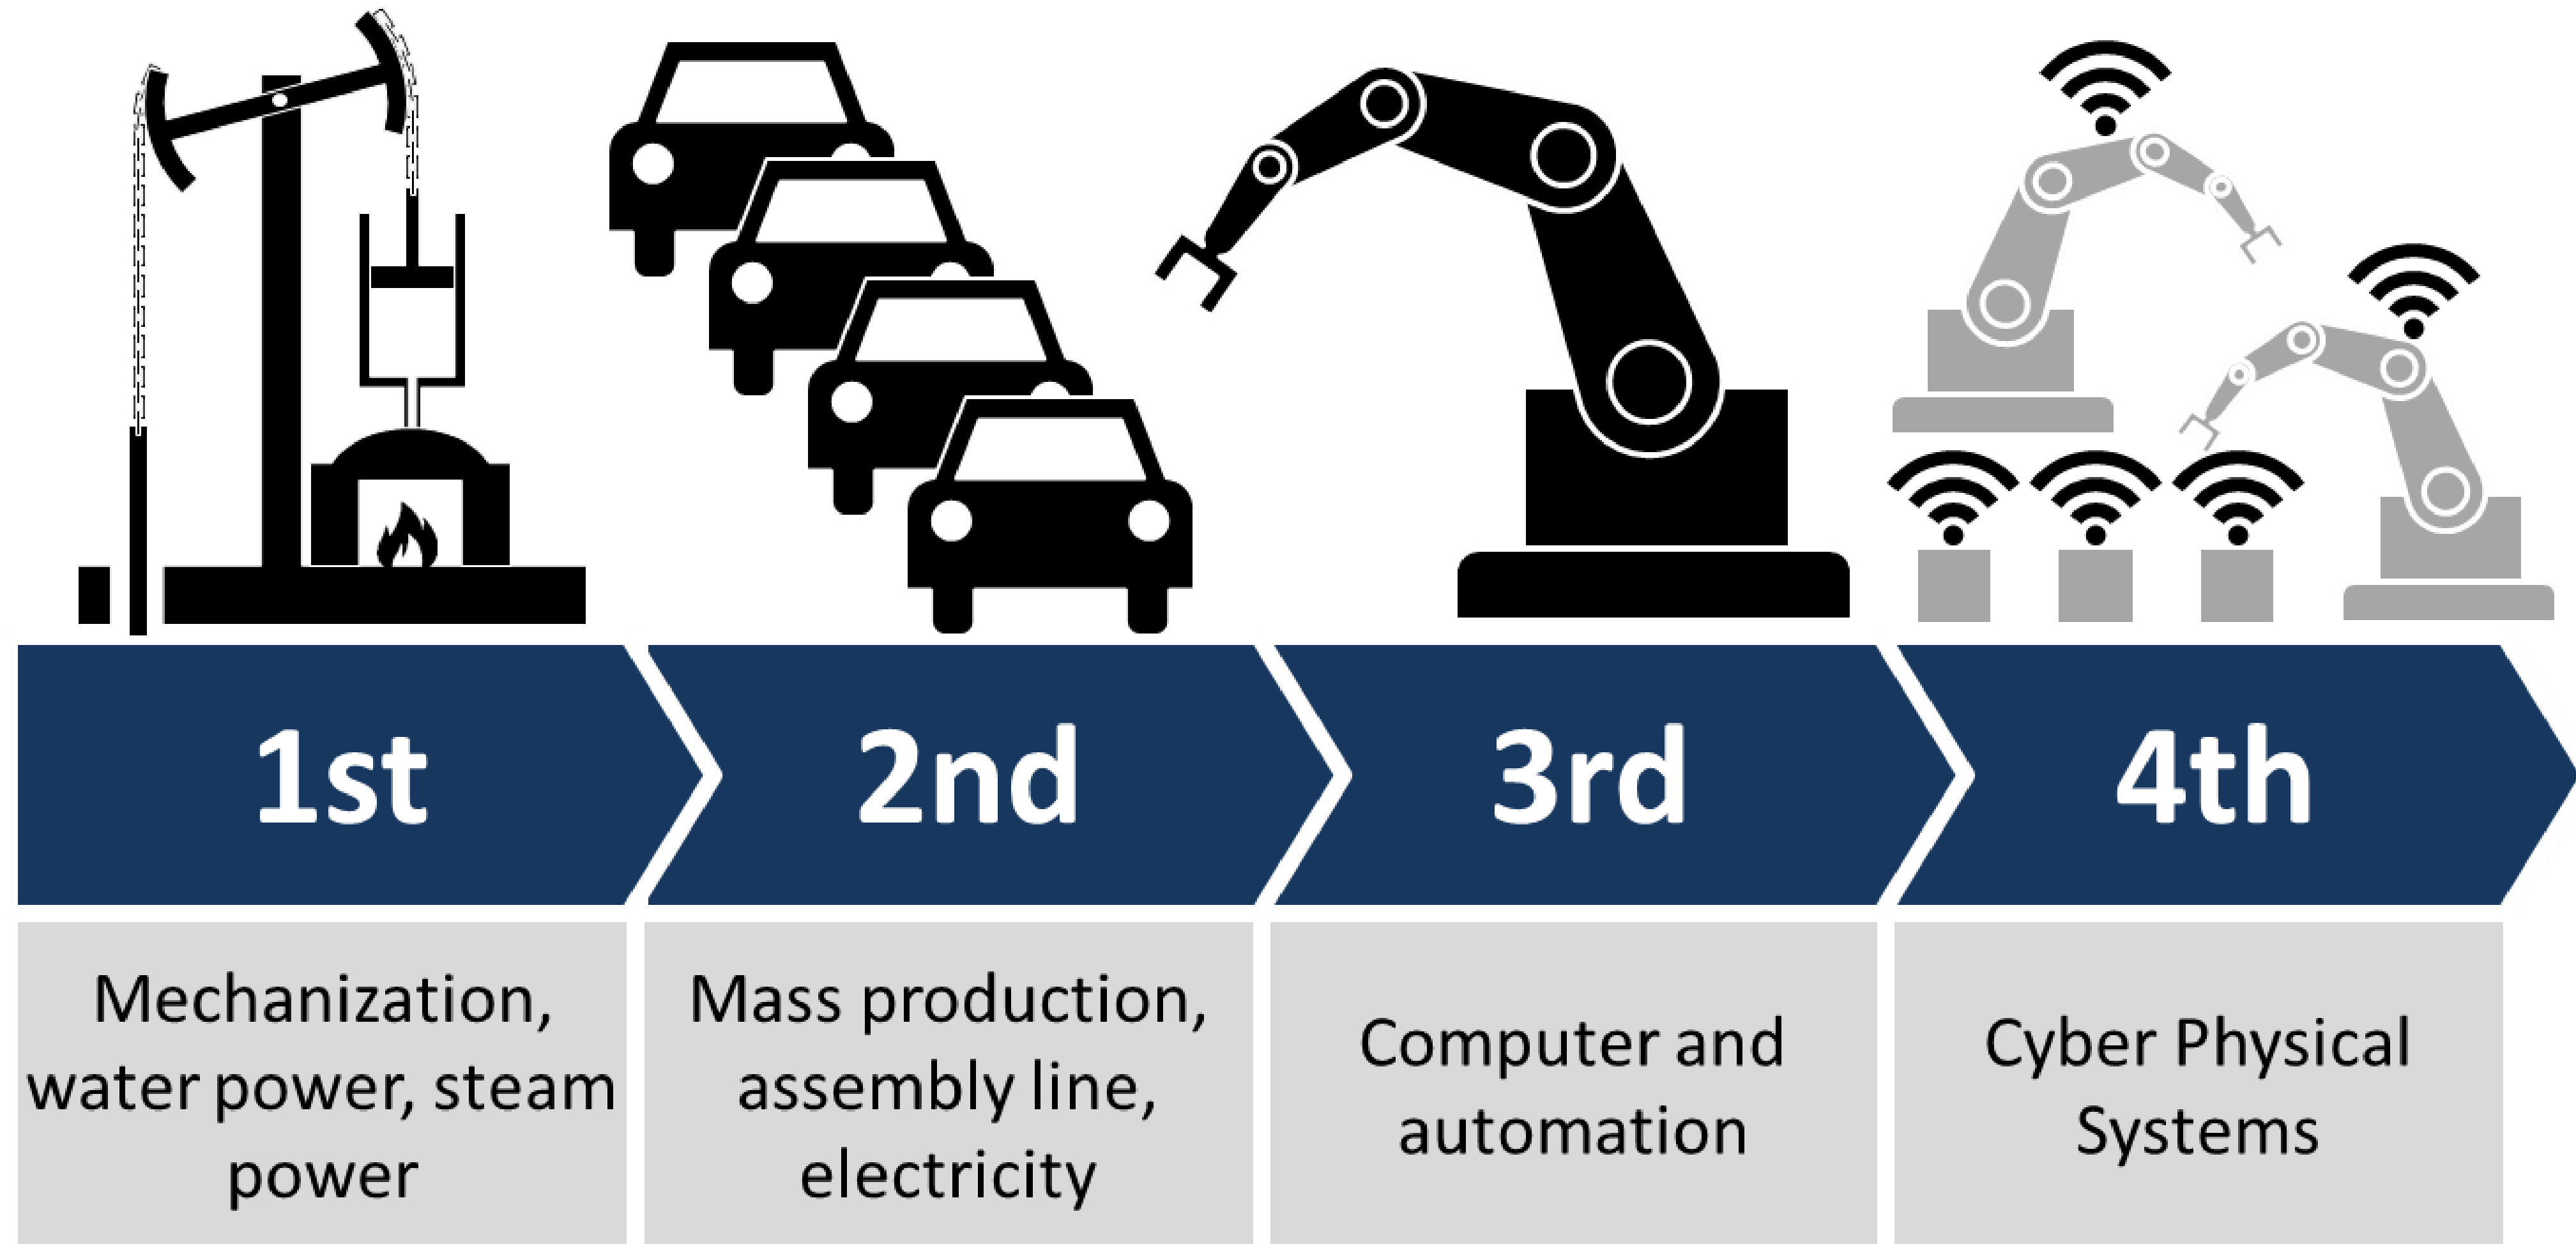 1st
2nd
3rd
4th
Mechanization,
water power, steam
power
Mass production,
assembly line,
electricity
Computer and
automation
Cyber Physical
Systems